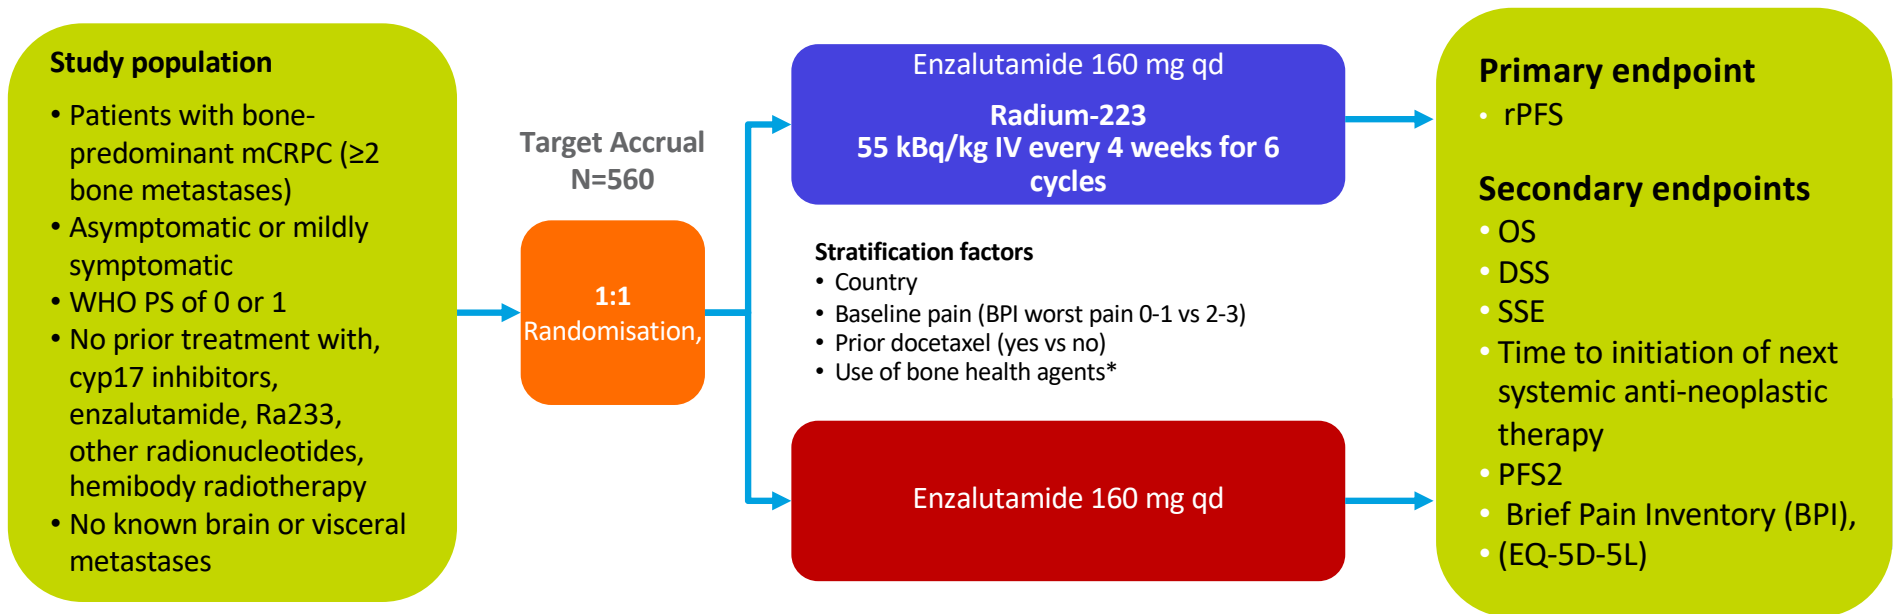 Study population
• Patients with bone-
predominant mCRPC (≥2
bone metastases)
• Asymptomatic or mildly
symptomatic
• WHO PS of 0 or 1
• No prior treatment with,
cyp17 inhibitors,
enzalutamide, Ra233,
other radionucleotides,
hemibody radiotherapy
• No known brain or visceral
metastases
Target Accrual
N=560
1:1
Randomisation,
Enzalutamide 160 mg qd
Radium-223
55 kBq/kg IV every 4 weeks for 6
cycles
Stratification factors
• Country
• Baseline pain (BPI worst pain 0-1 vs 2-3)
• Prior docetaxel (yes vs no)
• Use of bone health agents*
Enzalutamide 160 mg qd
Primary endpoint
• rPFS
Secondary endpoints
• OS
• DSS
• SSE
• Time to initiation of next
systemic anti-neoplastic
therapy
• PFS2
• Brief Pain Inventory (BPI),
• (EQ-5D-5L)